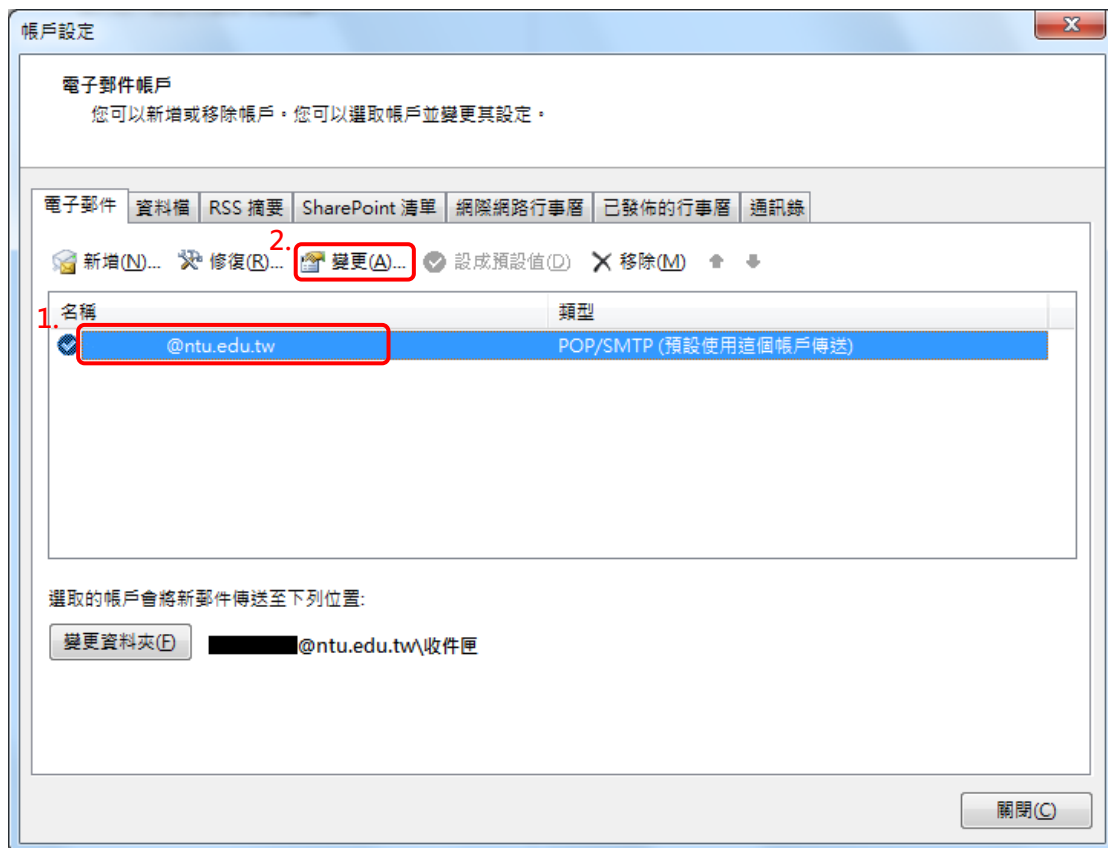 帳戶設定
電子郵件帳戶
您可以新增或移除帳戶。您可以選取帳戶並變更其設定。
電子郵件 資料檔 RSS 摘要 SharePoint 清單 網際網路行事曆 已發佈的行事曆 通訊錄
2.
新增(N)... 修復(R)... 變更(A)... 設成預設值(D) 移除(M)
名稱 類型
1.
@ntu.edu.tw POP/SMTP (預設使用這個帳戶傳送)
選取的帳戶會將新郵件傳送至下列位置:
變更資料夾(F) @ntu.edu.tw\收件匣
關閉(C)